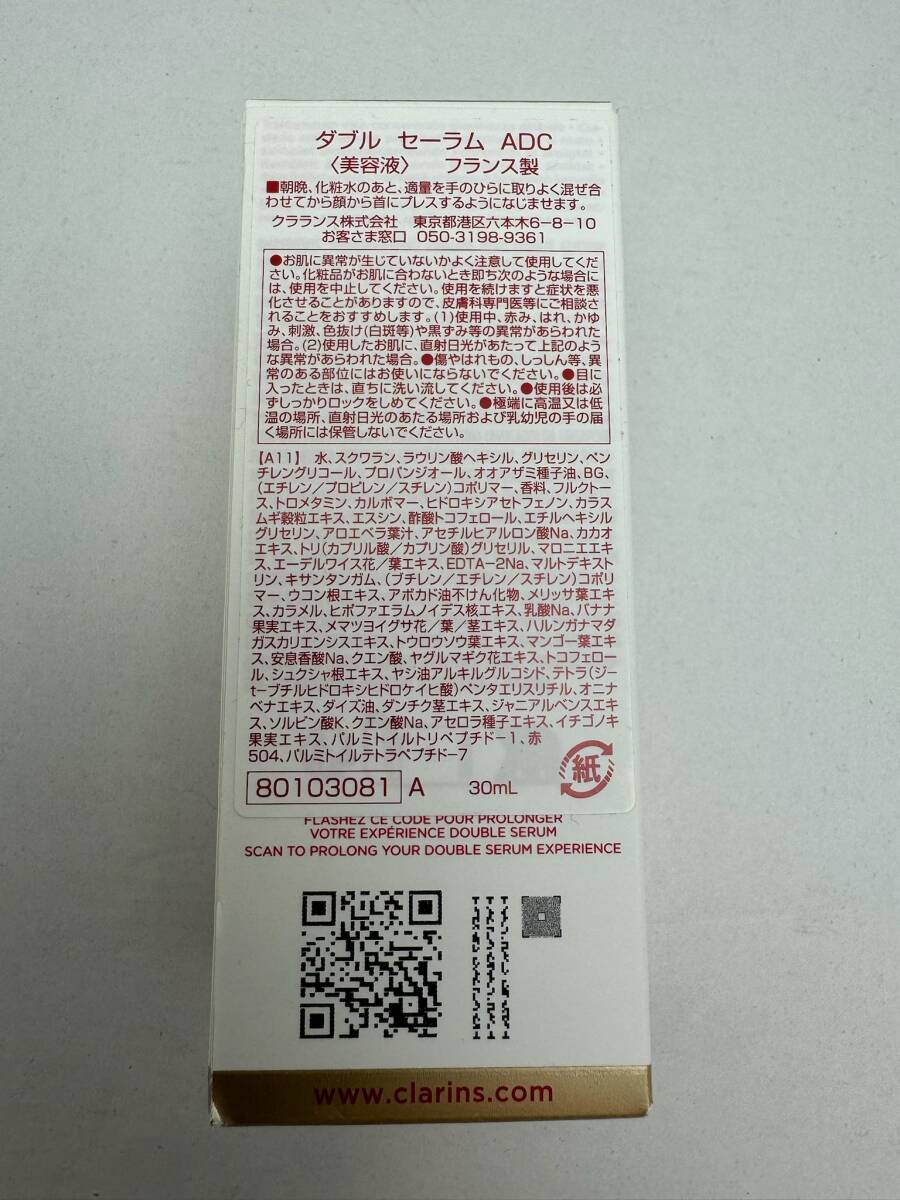 ダブル セーラム ADC
〈美容液〉 フランス製
■朝晩、化粧水のあと、適量を手のひらに取りよく混ぜ合
わせてから顔から首にプレスするようになじませます。
クラランス株式会社 東京都港区六本木6-8-10
お客さま窓口 050-3198-9361
●お肌に異常が生じていないかよく注意して使用してくだ
さい。化粧品がお肌に合わないとき即ち次のような場合に
は、使用を中止してください。使用を続けますと症状を悪
化させることがありますので、皮膚科専門医等にご相談さ
れることをおすすめします。(1)使用中、赤み、はれ、かゆ
み、刺激、色抜け(白斑等)や黒ずみ等の異常があらわれた
場合。(2)使用したお肌に、直射日光があたって上記のよう
な異常があらわれた場合。●傷やはれもの、しっしん等、異
常のある部位にはお使いにならないでください。●目に
入ったときは、直ちに洗い流してください。●使用後は必
ずしっかりロックをしめてください。●極端に高温又は低
温の場所、直射日光のあたる場所および乳幼児の手の届
く場所には保管しないでください。
【A11】 水、スクワラン、ラウリン酸ヘキシル、グリセリン、ペン
チレングリコール、プロパンジオール、オオアザミ種子油、BG、
(エチレン/プロピレン/スチレン)コポリマー、香料、フルクトー
ス、トロメタミン、カルボマー、ヒドロキシアセトフェノン、カラス
ムギ穀粒エキス、エスシン、酢酸トコフェロール、エチルヘキシル
グリセリン、アロエベラ葉汁、アセチルヒアルロン酸Na、カカオ
エキス、トリ(カプリル酸/カプリン酸)グリセリル、マロニエエキ
ス、エーデルワイス花/葉エキス、EDTA-2Na、マルトデキスト
リン、キサンタンガム、(ブチレン/エチレン/スチレン)コポリ
マー、ウコン根エキス、アボカド油不けん化物、メリッサ葉エキ
ス、カラメル、ヒポファエラムノイデス核エキス、乳酸Na、バナナ
果実エキス、メマツヨイグサ花/葉/茎エキス、ハルンガナマダ
ガスカリエンシスエキス、トウロウソウ葉エキス、マンゴー葉エキ
ス、安息香酸Na、クエン酸、ヤグルマギク花エキス、トコフェロー
ル、シュクシャ根エキス、ヤシ油アルキルグルコシド、テトラ(ジ-
t-ブチルヒドロキシヒドロケイヒ酸)ペンタエリスリチル、オニナ
ベナエキス、ダイズ油、ダンチク茎エキス、ジャニアルベンスエキ
ス、ソルビン酸K、クエン酸Na、アセロラ種子エキス、イチゴノキ
果実エキス、パルミトイルトリペプチド-1、赤
504、パルミトイルテトラペプチド-7
紙
80103081 A 30mL
FLASHEZ CE CODE POUR PROLONGER
VOTRE EXPÉRIENCE DOUBLE SERUM
SCAN TO PROLONG YOUR DOUBLE SERUM EXPERIENCE
www.clarins.com